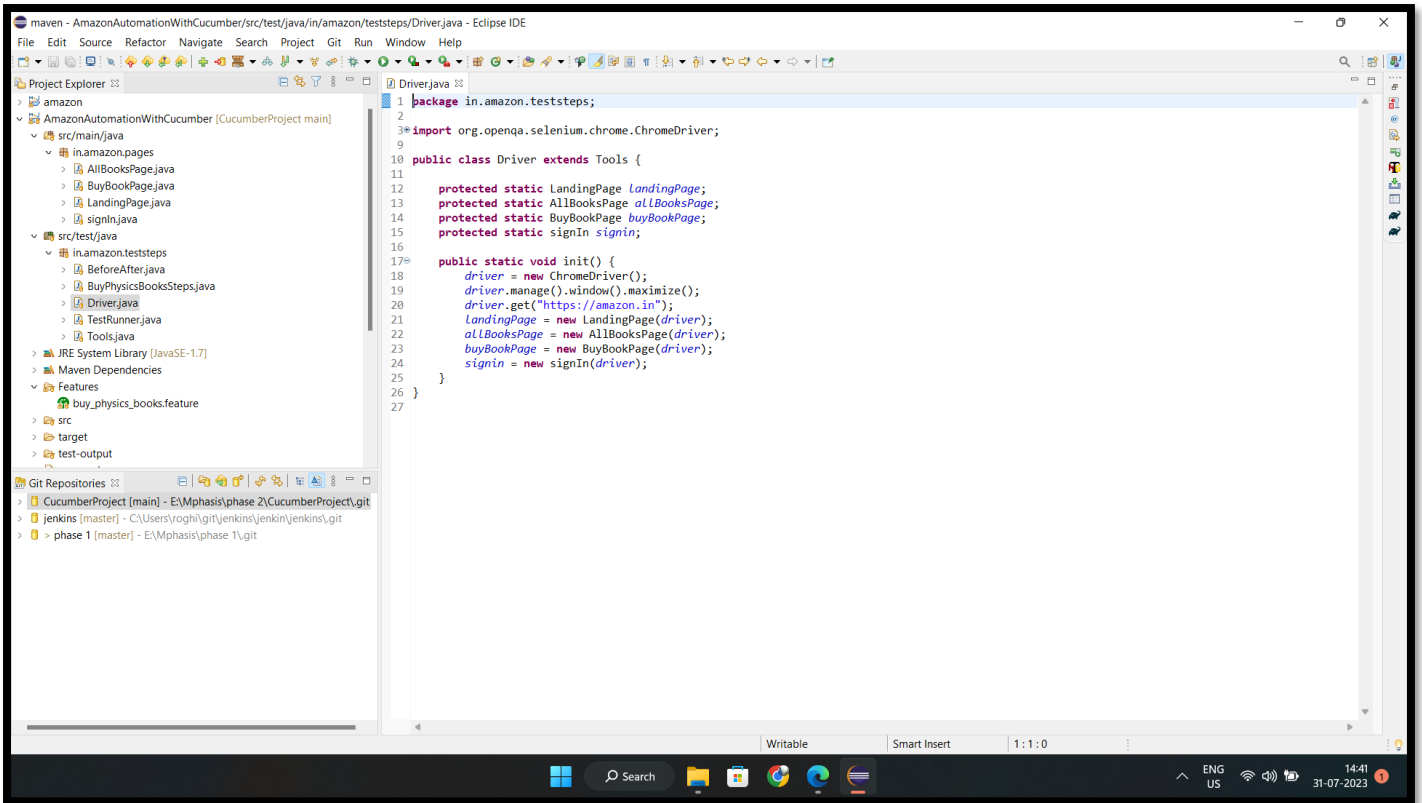 maven - AmazonAutomationWithCucumber/src/test/java/in/amazon/teststeps/Driver.java - Eclipse IDE
File Edit Source Refactor Navigate Search Project Git Run Window Help
Project Explorer
amazon
AmazonAutomationWithCucumber [CucumberProject main]
src/main/java
in.amazon.pages
AllBooksPage.java
BuyBookPage.java
LandingPage.java
signIn.java
src/test/java
in.amazon.teststeps
BeforeAfter.java
BuyPhysicsBooksSteps.java
Driver.java
TestRunner.java
Tools.java
JRE System Library [JavaSE-1.7]
Maven Dependencies
Features
buy_physics_books.feature
src
target
test-output
Git Repositories
CucumberProject [main] - E:\Mphasis\phase 2\CucumberProject\.git
jenkins [master] - C:\Users\roghi\git\jenkins\jenkin\jenkins\.git
> phase 1 [master] - E:\Mphasis\phase 1\.git
Driver.java
1 package in.amazon.teststeps;
2
3 import org.openqa.selenium.chrome.ChromeDriver;
9
10 public class Driver extends Tools {
11
12     protected static LandingPage landingPage;
13     protected static AllBooksPage allBooksPage;
14     protected static BuyBookPage buyBookPage;
15     protected static signIn signin;
16
17     public static void init() {
18         driver = new ChromeDriver();
19         driver.manage().window().maximize();
20         driver.get("https://amazon.in");
21         landingPage = new LandingPage(driver);
22         allBooksPage = new AllBooksPage(driver);
23         buyBookPage = new BuyBookPage(driver);
24         signin = new signIn(driver);
25     }
26 }
27
Writable Smart Insert 1 : 1 : 0
Search
ENG
US
14:41
31-07-2023
1